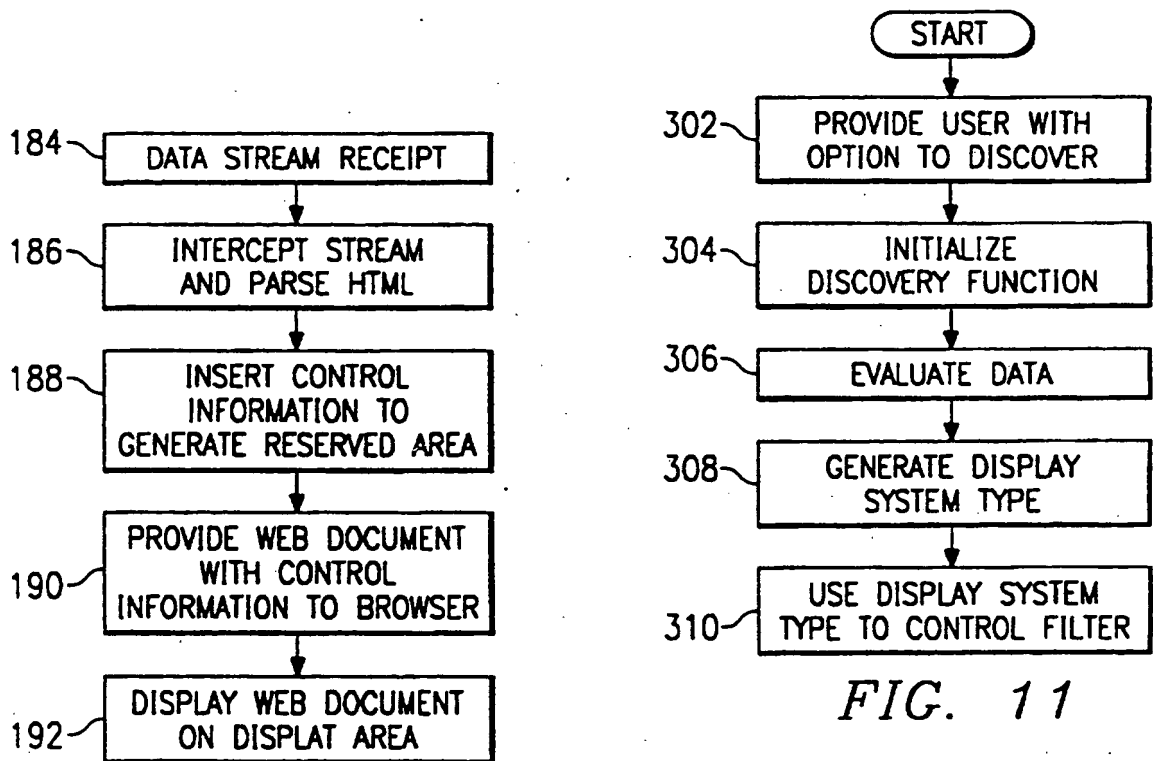 184
DATA STREAM RECEIPT
186
INTERCEPT STREAM
AND PARSE HTML
188
INSERT CONTROL
INFORMATION TO
GENERATE RESERVED AREA
190
PROVIDE WEB DOCUMENT
WITH CONTROL
INFORMATION TO BROWSER
192
DISPLAY WEB DOCUMENT
ON DISPLAT AREA
START
302
PROVIDE USER WITH
OPTION TO DISCOVER
304
INITIALIZE
DISCOVERY FUNCTION
306
EVALUATE DATA
308
GENERATE DISPLAY
SYSTEM TYPE
310
USE DISPLAY SYSTEM
TYPE TO CONTROL FILTER
FIG. 11